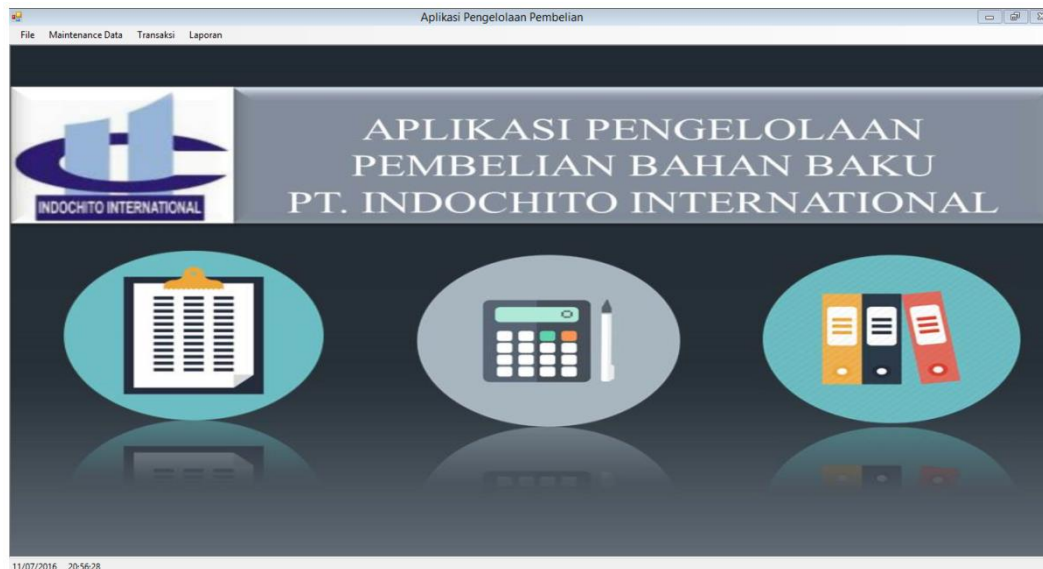 Aplikasi Pengelolaan Pembelian
File Maintenance Data Transaksi Laporan
INDOCHITO INTERNATIONAL
APLIKASI PENGELOLAAN
PEMBELIAN BAHAN BAKU
PT. INDOCHITO INTERNATIONAL
11/07/2016 20:56:28